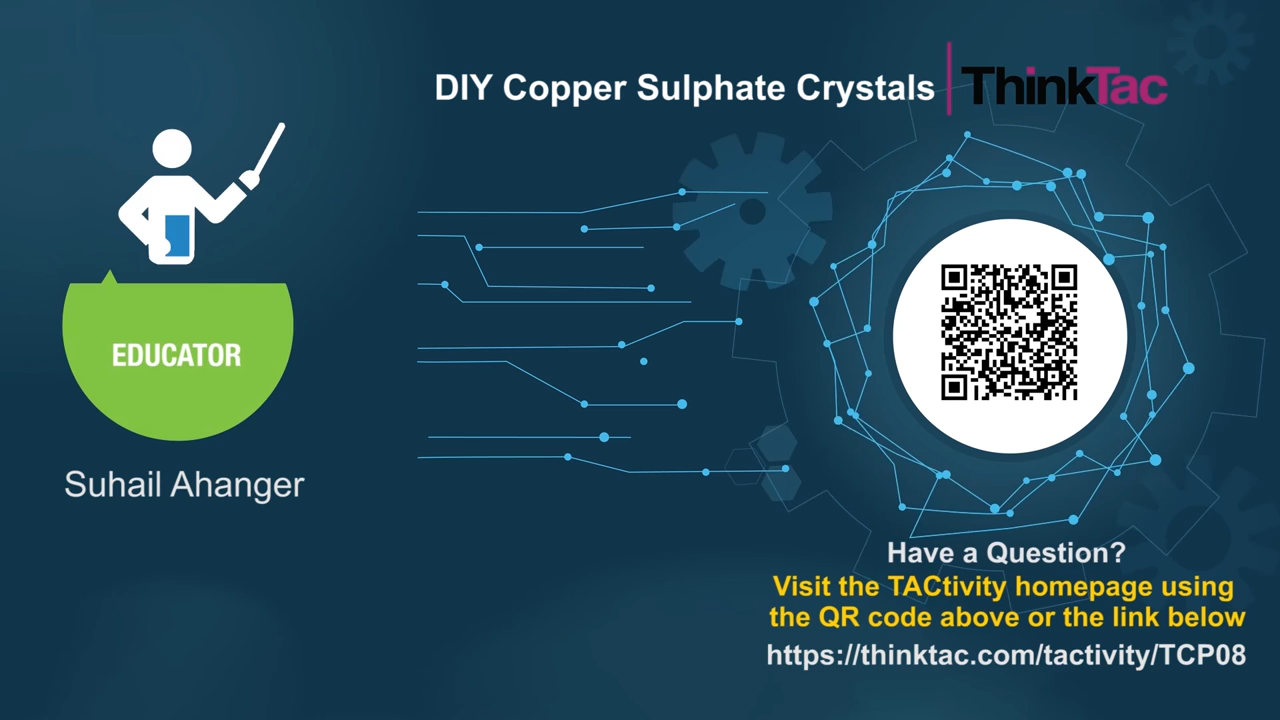 DIY Copper Sulphate Crystals
ThinkTac
EDUCATOR
Suhail Ahanger
Have a Question?
Visit the TACtivity homepage using
the QR code above or the link below
https://thinktac.com/tactivity/TCP08